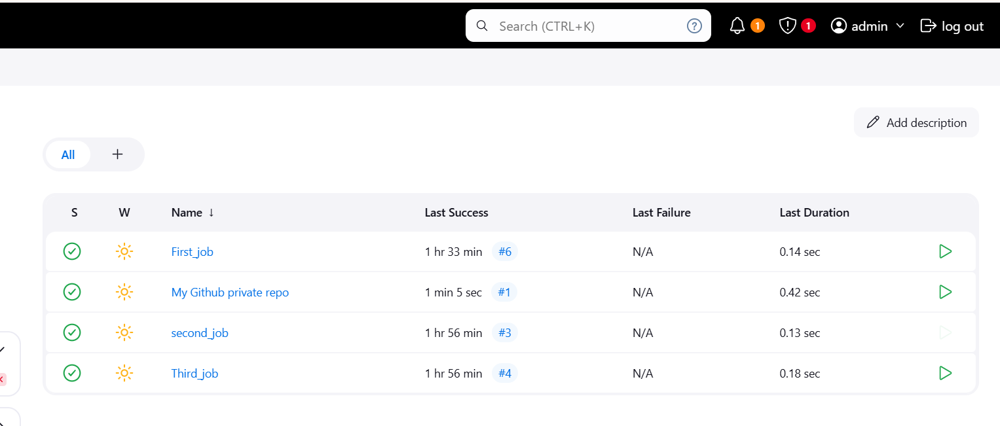 Search (CTRL+K) ? 1 1 admin log out
Add description
All +
S W Name ↓ Last Success Last Failure Last Duration
First_job 1 hr 33 min #6 N/A 0.14 sec
My Github private repo 1 min 5 sec #1 N/A 0.42 sec
second_job 1 hr 56 min #3 N/A 0.13 sec
Third_job 1 hr 56 min #4 N/A 0.18 sec